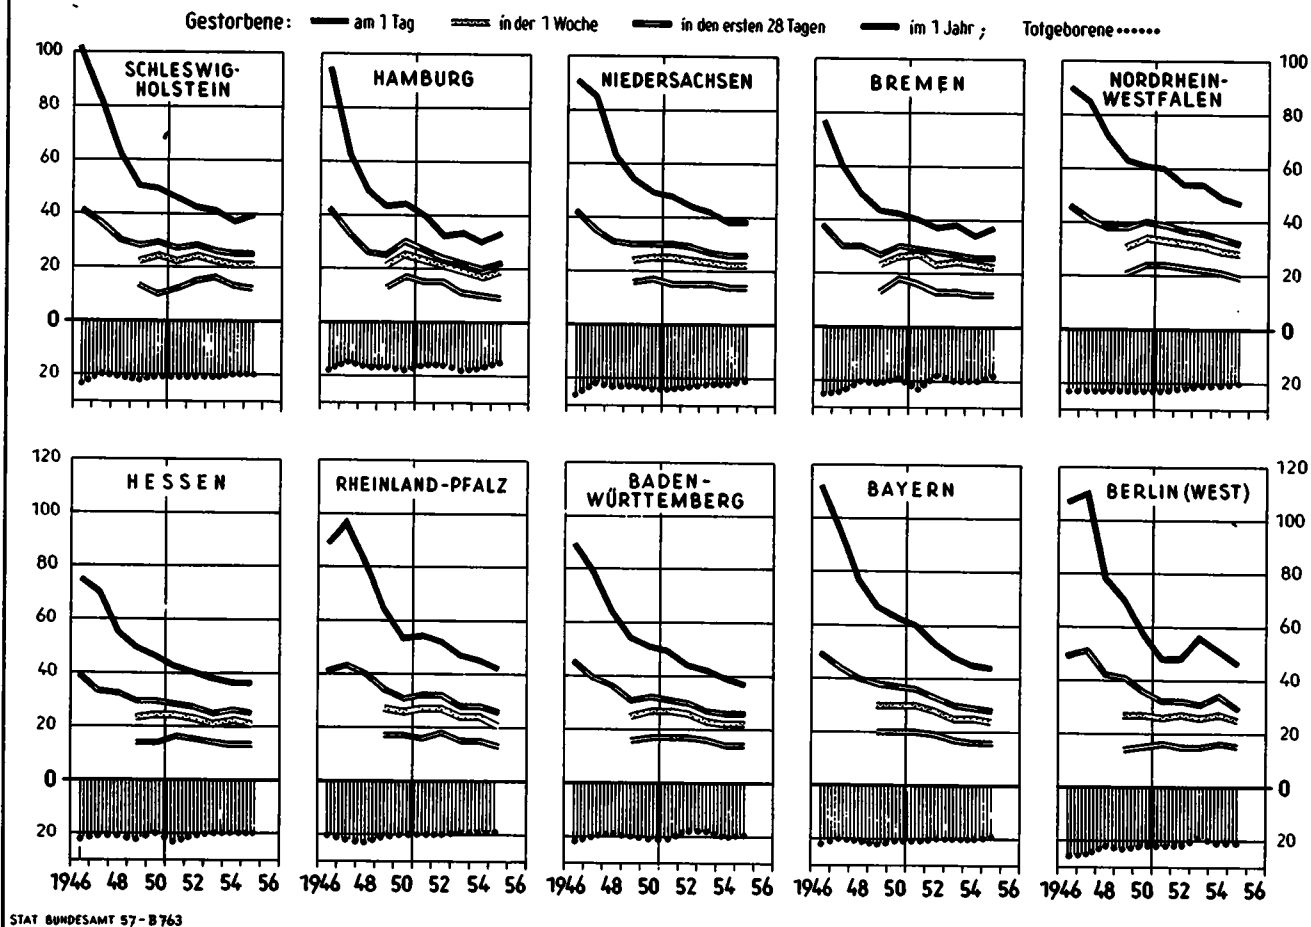 Gestorbene: am 1 Tag in der 1 Woche in den ersten 28 Tagen im 1 Jahr; Totgeborene
100
80
60
40
20
0
20
SCHLESWIG-
HOLSTEIN
HAMBURG
NIEDERSACHSEN
BREMEN
NORDRHEIN-
WESTFALEN
100
80
60
40
20
0
20
120
100
80
60
40
20
0
20
HESSEN
RHEINLAND-PFALZ
BADEN-
WÜRTTEMBERG
BAYERN
BERLIN (WEST)
120
100
80
60
40
20
0
20
1946 48 50 52 54 56 1946 48 50 52 54 56 50 52 54 56 1946 48 50 52 54 56 1946 48 50 52 54 56
STAT BUNDESAMT 57-B763